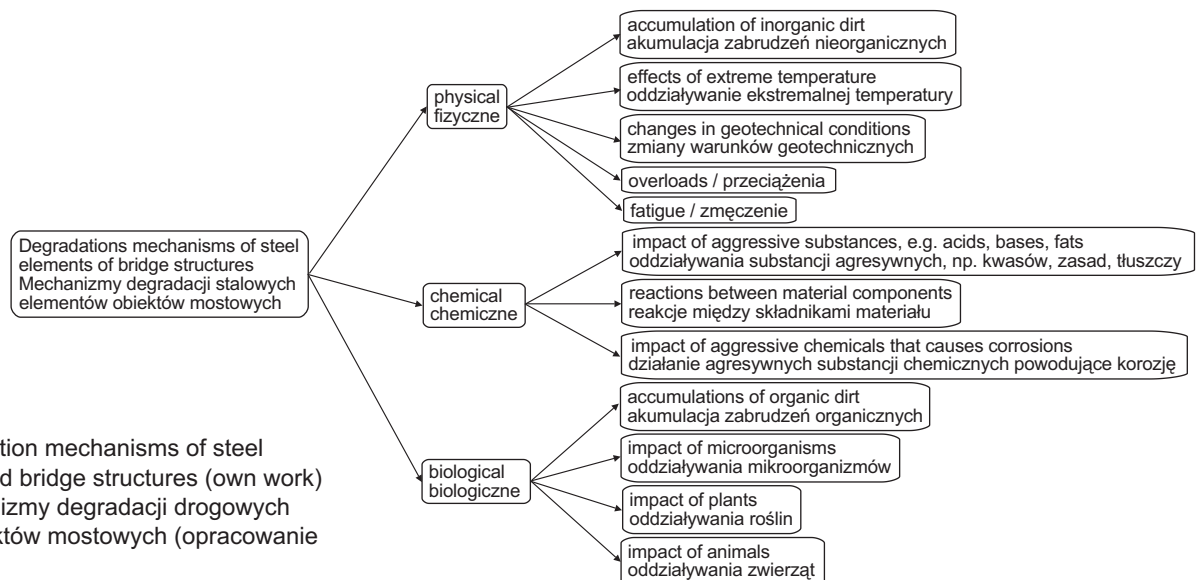 accumulation of inorganic dirt
akumulacja zabrudzeń nieorganicznych
effects of extreme temperature
oddziaływanie ekstremalnej temperatury
physical
fizyczne
changes in geotechnical conditions
zmiany warunków geotechnicznych
overloads / przeciążenia
fatigue / zmęczenie
Degradations mechanisms of steel
elements of bridge structures
Mechanizmy degradacji stalowych
elementów obiektów mostowych
impact of aggressive substances, e.g. acids, bases, fats
oddziaływania substancji agresywnych, np. kwasów, zasad, tłuszczy
chemical
chemiczne
reactions between material components
reakcje między składnikami materiału
impact of aggressive chemicals that causes corrosions
działanie agresywnych substancji chemicznych powodujące korozję
accumulations of organic dirt
akumulacja zabrudzeń organicznych
impact of microorganisms
oddziaływania mikroorganizmów
biological
biologiczne
impact of plants
oddziaływania roślin
impact of animals
oddziaływania zwierząt
tion mechanisms of steel
d bridge structures (own work)
izmy degradacji drogowych
któw mostowych (opracowanie